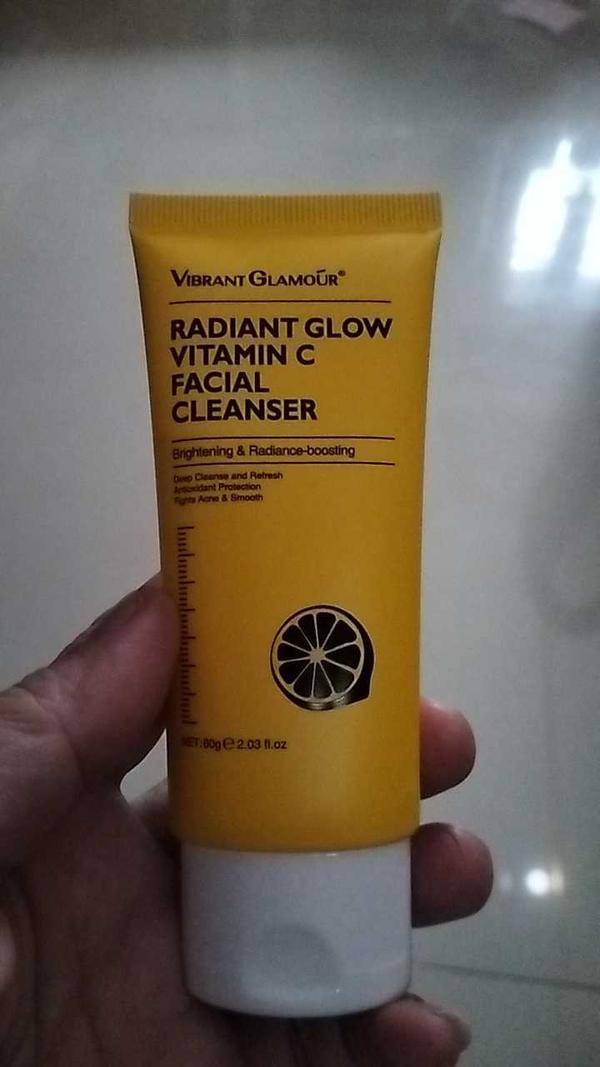 VIBRANT GLAMOUR®
RADIANT GLOW
VITAMIN C
FACIAL
CLEANSER
Brightening & Radiance-boosting
Deep Cleanse and Refresh
Antioxidant Protection
Fights Acne & Smooth
NET:60g℮2.03 fl.oz